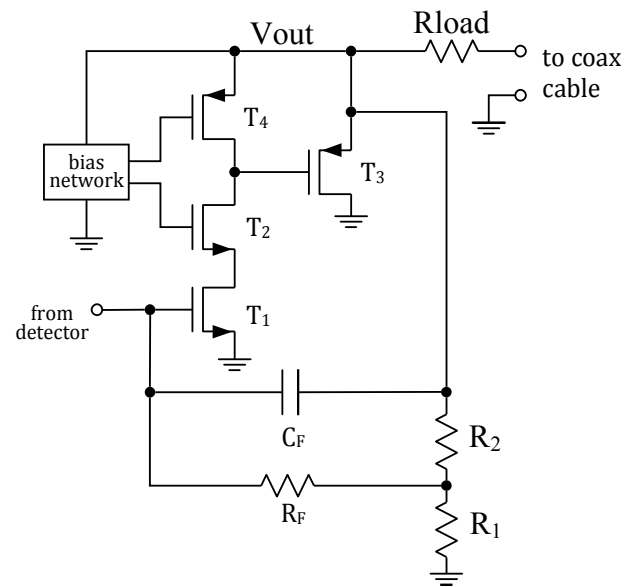 Vout
Rload
to coax
cable
T4
bias
network
T3
T2
from
detector
T1
CF
R2
RF
R1